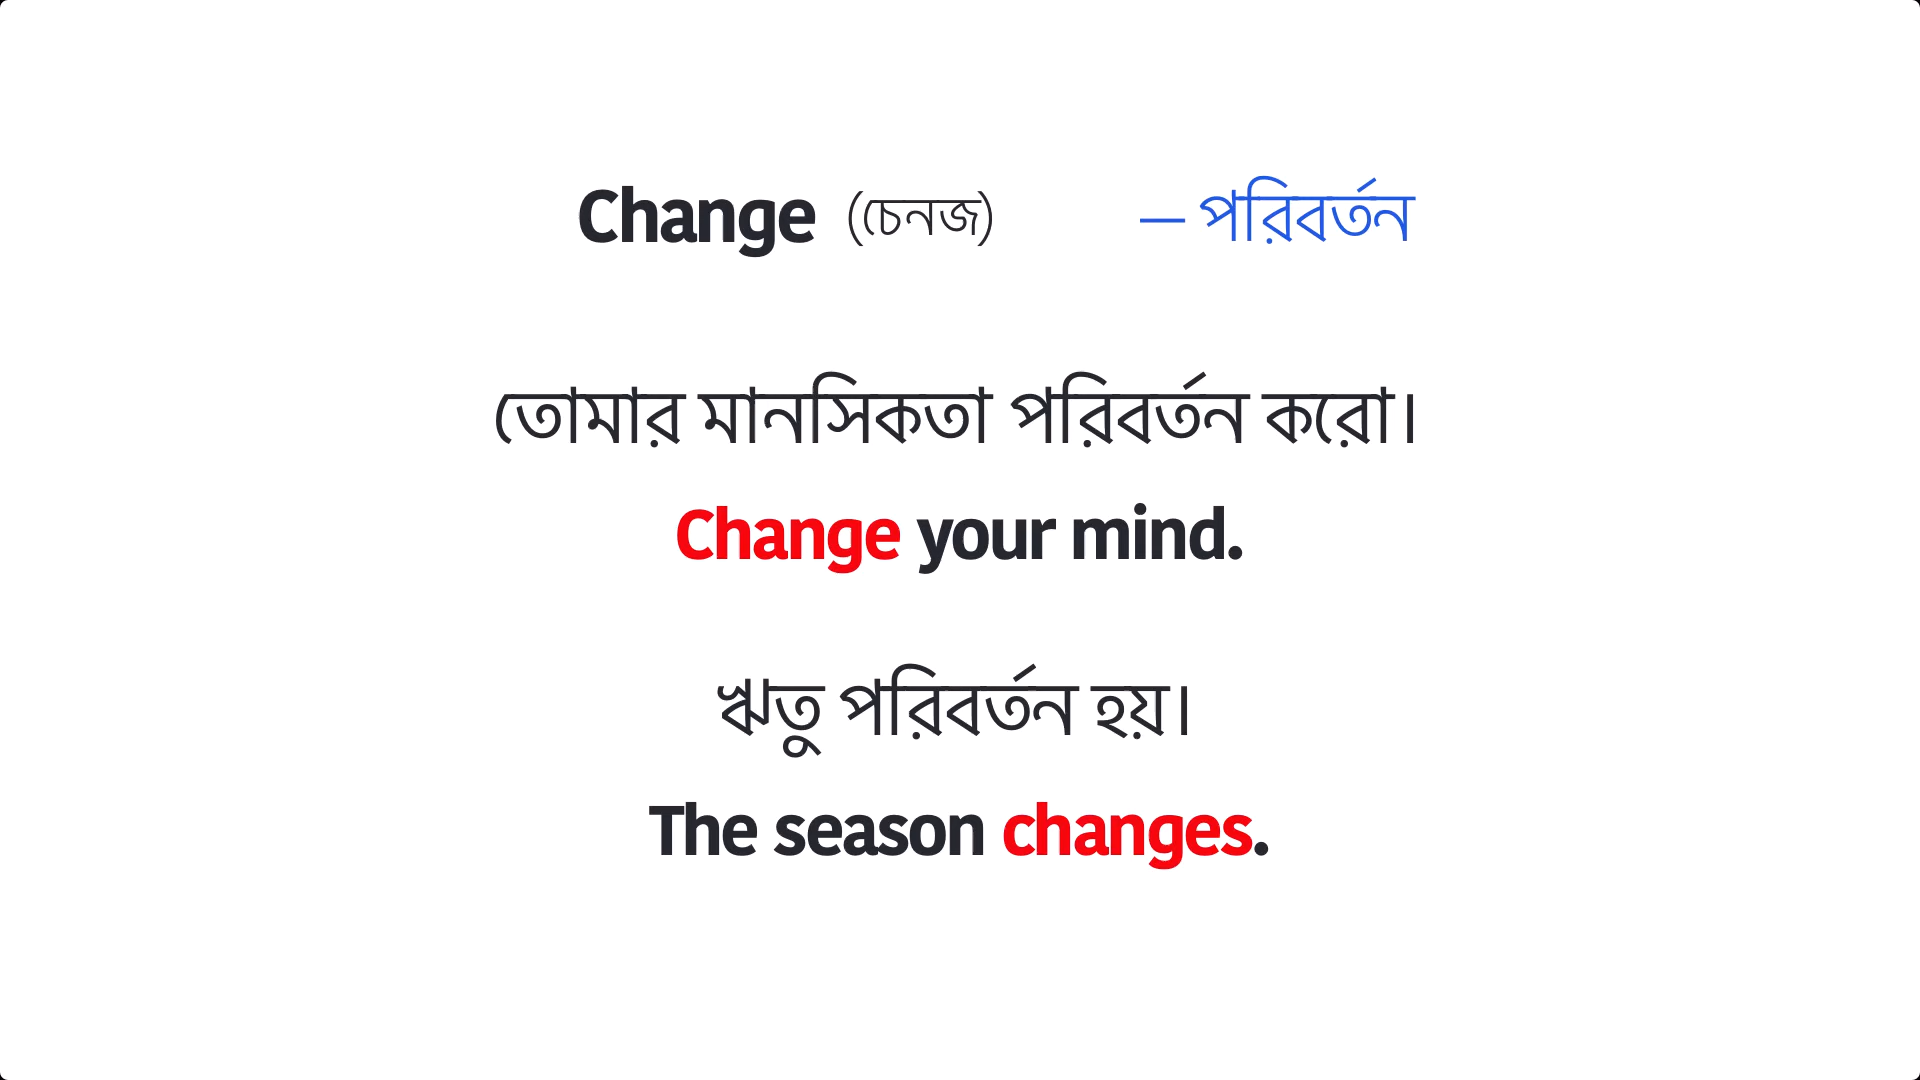 Change (চেনজ) – পরিবর্তন
তোমার মানসিকতা পরিবর্তন করো।
Change your mind.
ঋতু পরিবর্তন হয়।
The season changes.